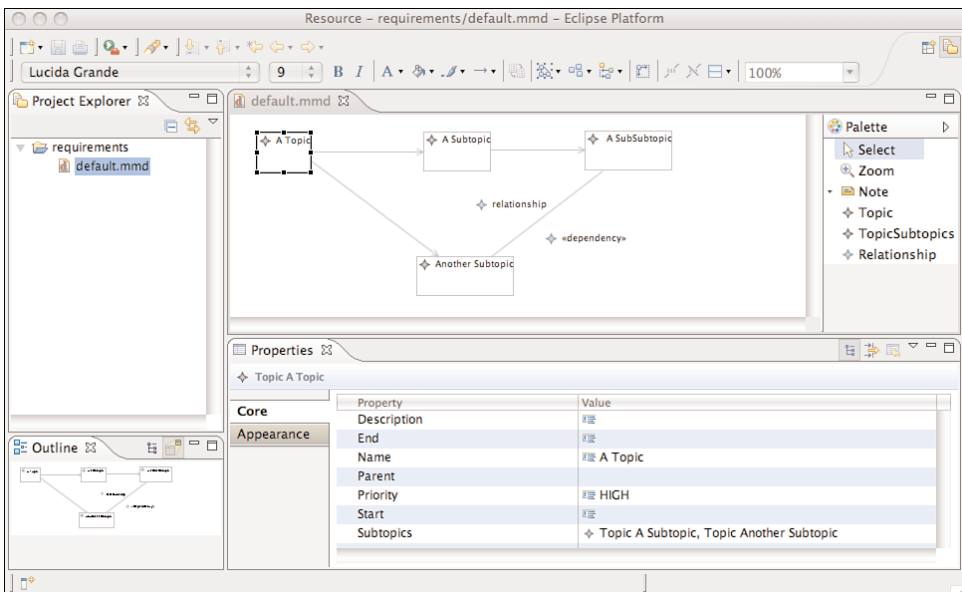 Resource – requirements/default.mmd – Eclipse Platform
Lucida Grande 9 B I A 100%
Project Explorer
requirements
default.mmd
default.mmd
A Topic
A Subtopic
A SubSubtopic
relationship
«dependency»
Another Subtopic
Palette
Select
Zoom
Note
Topic
TopicSubtopics
Relationship
Outline
Properties
Topic A Topic
Core
Appearance
Property Value
Description
End
Name A Topic
Parent
Priority HIGH
Start
Subtopics Topic A Subtopic, Topic Another Subtopic